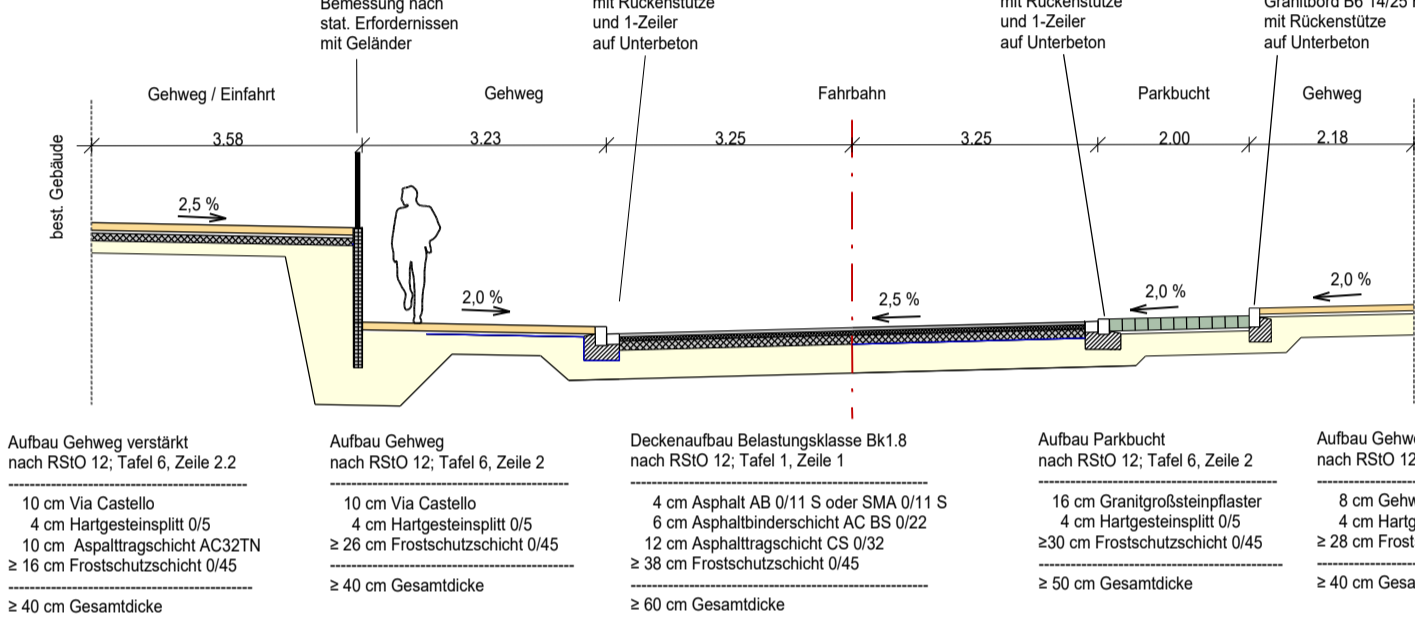 Bemessung nach
stat. Erfordernissen
mit Geländer
mit Rückenstütze
und 1-Zeiler
auf Unterbeton
mit Rückenstütze
und 1-Zeiler
auf Unterbeton
Granitbord B6 14/25
mit Rückenstütze
auf Unterbeton
Gehweg / Einfahrt
Gehweg
Fahrbahn
Parkbucht
Gehweg
best. Gebäude
3.58
3.23
3.25
3.25
2.00
2.18
2,5 %
2,0 %
2,5 %
2,0 %
2,0 %
Aufbau Gehweg verstärkt
nach RStO 12; Tafel 6, Zeile 2.2
10 cm Via Castello
4 cm Hartgesteinsplitt 0/5
10 cm Aspalttragschicht AC32TN
≥ 16 cm Frostschutzschicht 0/45
≥ 40 cm Gesamtdicke
Aufbau Gehweg
nach RStO 12; Tafel 6, Zeile 2
10 cm Via Castello
4 cm Hartgesteinsplitt 0/5
≥ 26 cm Frostschutzschicht 0/45
≥ 40 cm Gesamtdicke
Deckenaufbau Belastungsklasse Bk1.8
nach RStO 12; Tafel 1, Zeile 1
4 cm Asphalt AB 0/11 S oder SMA 0/11 S
6 cm Asphaltbinderschicht AC BS 0/22
12 cm Asphalttragschicht CS 0/32
≥ 38 cm Frostschutzschicht 0/45
≥ 60 cm Gesamtdicke
Aufbau Parkbucht
nach RStO 12; Tafel 6, Zeile 2
16 cm Granitgroßsteinpflaster
4 cm Hartgesteinsplitt 0/5
≥30 cm Frostschutzschicht 0/45
≥ 50 cm Gesamtdicke
Aufbau Gehwe
nach RStO 12
8 cm Gehw
4 cm Hartg
≥ 28 cm Frost
≥ 40 cm Gesa